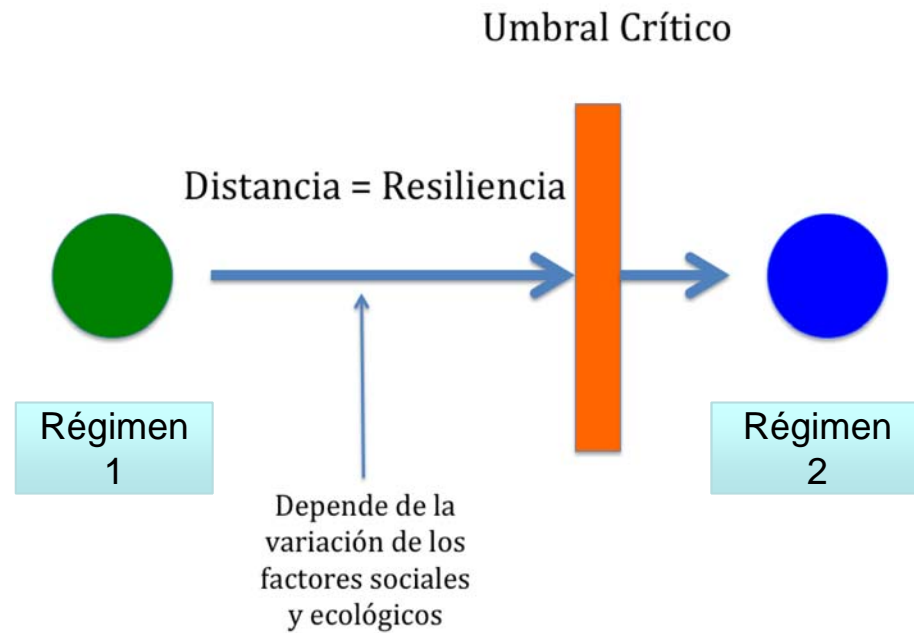 Umbral Crítico
Distancia = Resiliencia
Régimen
1
Régimen
2
Depende de la
variación de los
factores sociales
y ecológicos